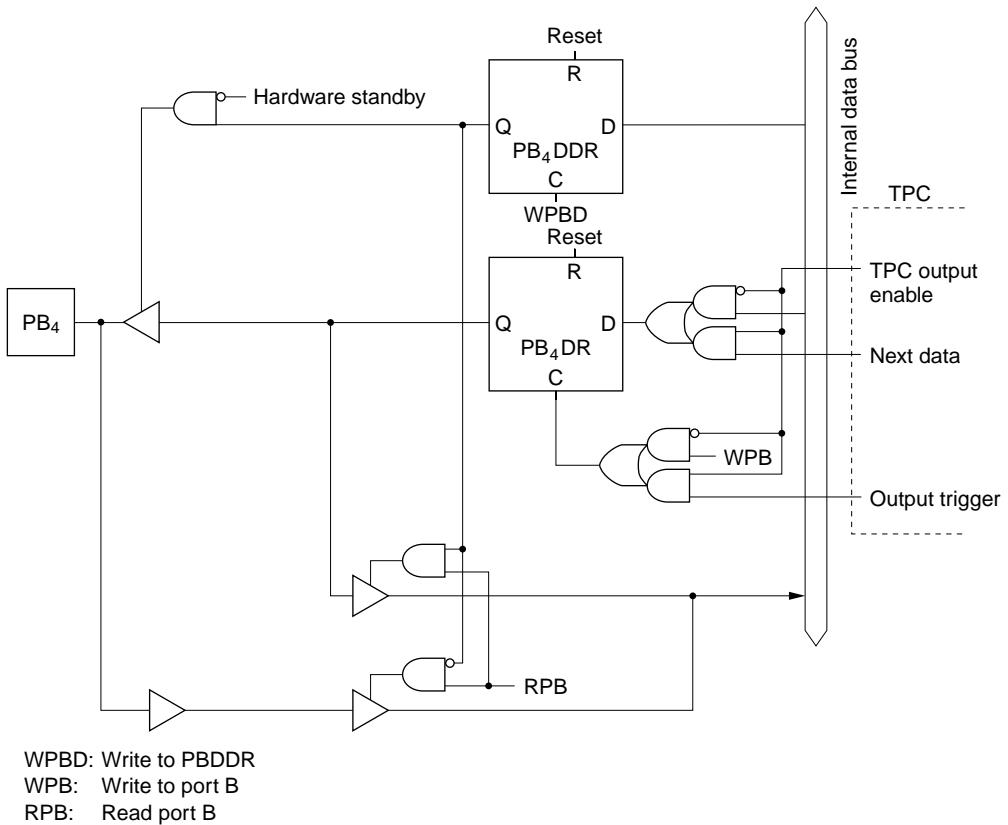 Reset
R
Hardware standby
Q D
PB4DDR
C
WPBD
Internal data bus
TPC
Reset
R
TPC output
enable
PB4
Q D
PB4DR
C
Next data
WPB
Output trigger
RPB
WPBD: Write to PBDDR
WPB: Write to port B
RPB: Read port B